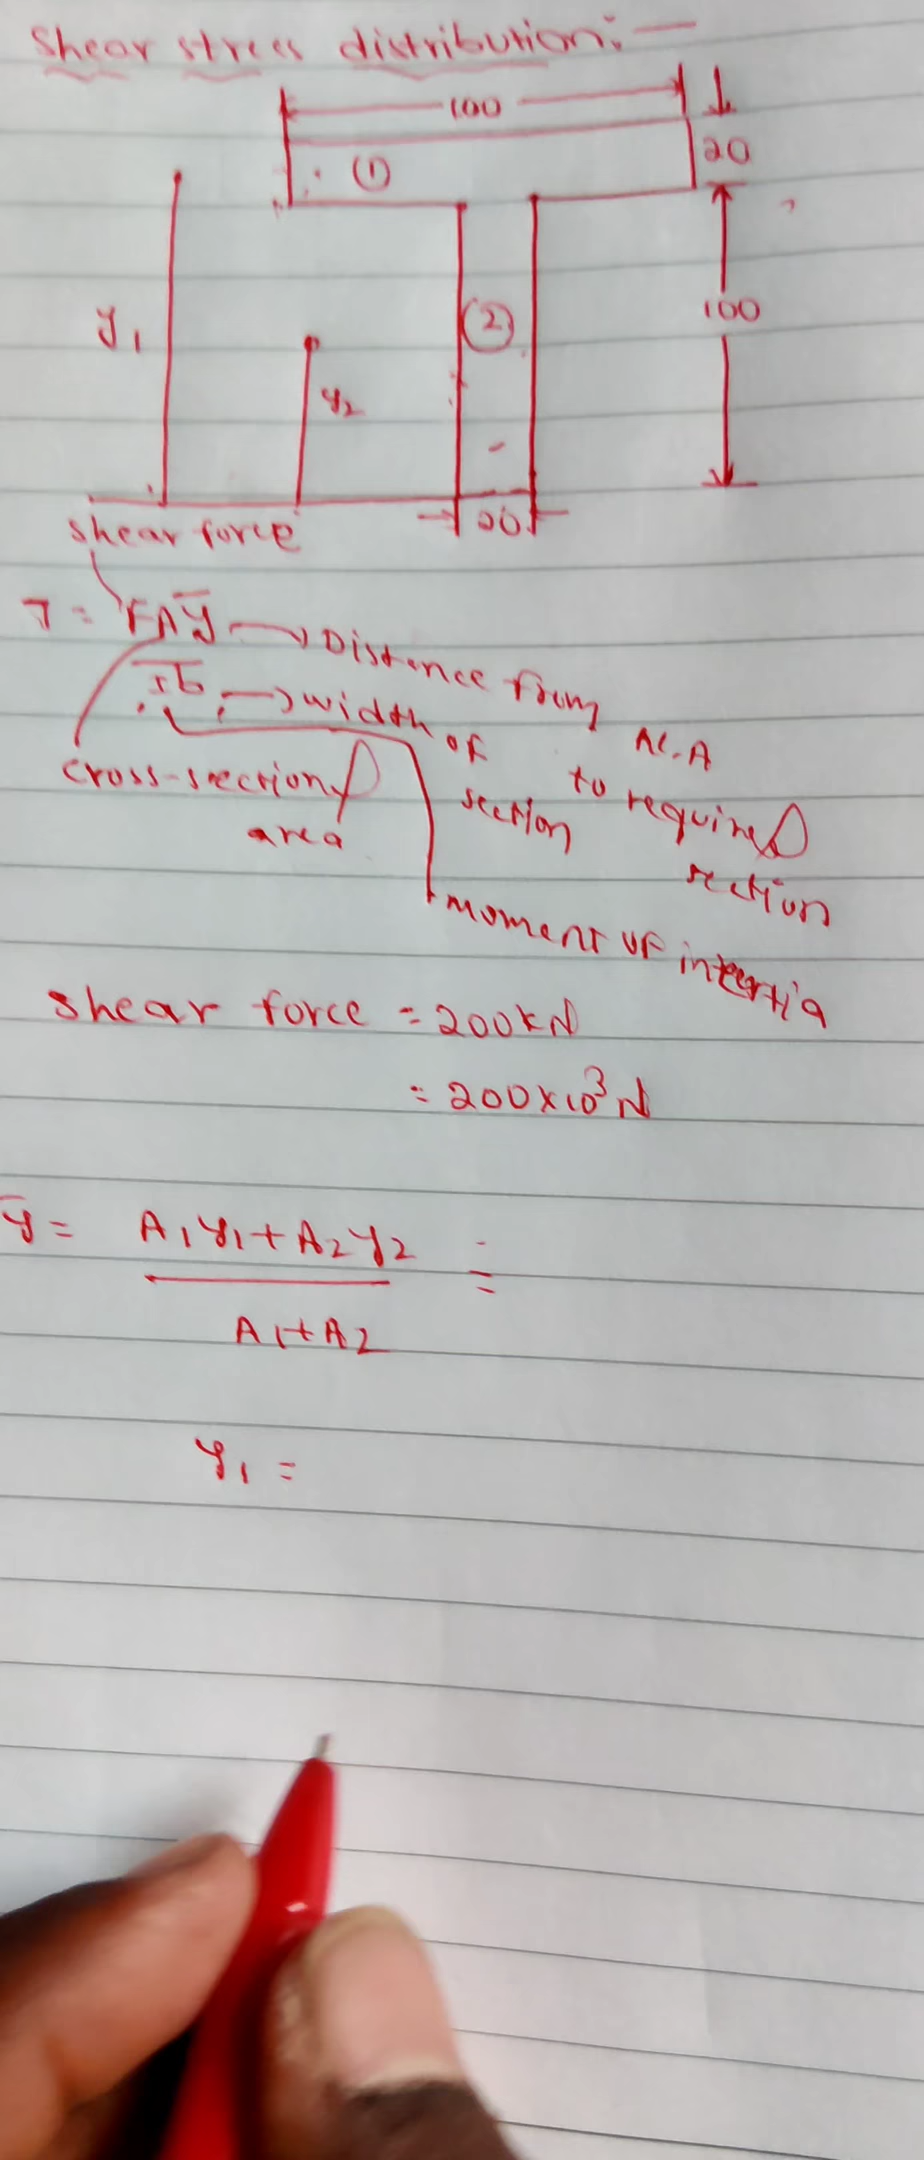 Shear stress distribution:-
100
20
①
y₁
②
100
y₂
20
shear force
τ = FAȳ → Distance from N.A to required section
Ib → width of section
cross-sectional area
moment of inertia
shear force = 200kN
= 200×10³N
ȳ = A₁y₁+A₂y₂ =
A₁+A₂
y₁ =